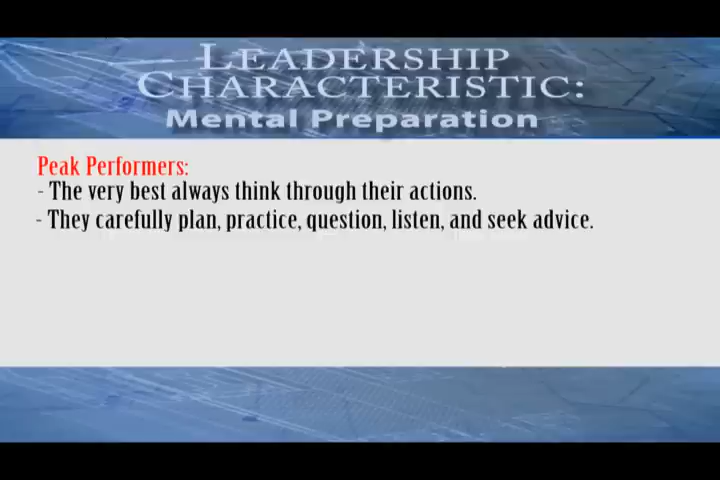 LEADERSHIP
CHARACTERISTIC:
Mental Preparation
Peak Performers:
- The very best always think through their actions.
- They carefully plan, practice, question, listen, and seek advice.